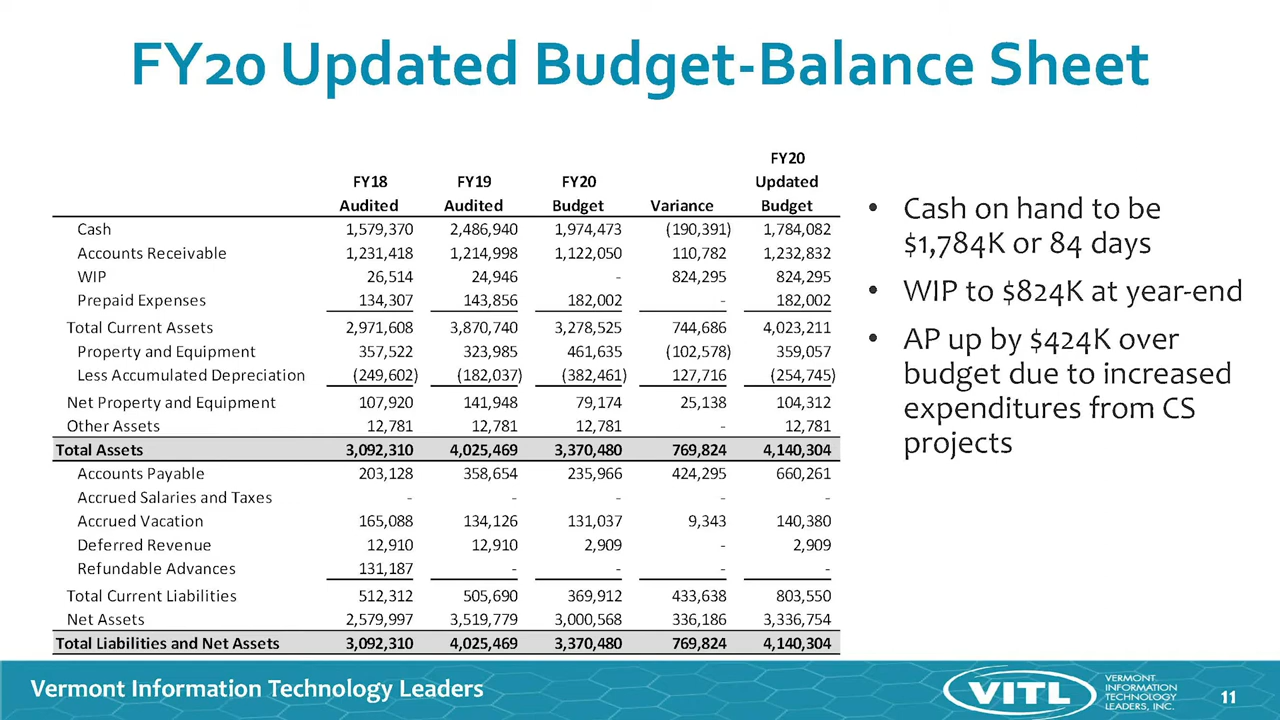 FY20 Updated Budget-Balance Sheet
FY20
FY18 FY19 FY20 Updated
Audited Audited Budget Variance Budget
Cash 1,579,370 2,486,940 1,974,473 (190,391) 1,784,082
Accounts Receivable 1,231,418 1,214,998 1,122,050 110,782 1,232,832
WIP 26,514 24,946 - 824,295 824,295
Prepaid Expenses 134,307 143,856 182,002 - 182,002
Total Current Assets 2,971,608 3,870,740 3,278,525 744,686 4,023,211
Property and Equipment 357,522 323,985 461,635 (102,578) 359,057
Less Accumulated Depreciation (249,602) (182,037) (382,461) 127,716 (254,745)
Net Property and Equipment 107,920 141,948 79,174 25,138 104,312
Other Assets 12,781 12,781 12,781 - 12,781
Total Assets 3,092,310 4,025,469 3,370,480 769,824 4,140,304
Accounts Payable 203,128 358,654 235,966 424,295 660,261
Accrued Salaries and Taxes - - - - -
Accrued Vacation 165,088 134,126 131,037 9,343 140,380
Deferred Revenue 12,910 12,910 2,909 - 2,909
Refundable Advances 131,187 - - - -
Total Current Liabilities 512,312 505,690 369,912 433,638 803,550
Net Assets 2,579,997 3,519,779 3,000,568 336,186 3,336,754
Total Liabilities and Net Assets 3,092,310 4,025,469 3,370,480 769,824 4,140,304
• Cash on hand to be
$1,784K or 84 days
• WIP to $824K at year-end
• AP up by $424K over
budget due to increased
expenditures from CS
projects
Vermont Information Technology Leaders
VITL
VERMONT
INFORMATION
TECHNOLOGY
LEADERS, INC.
11